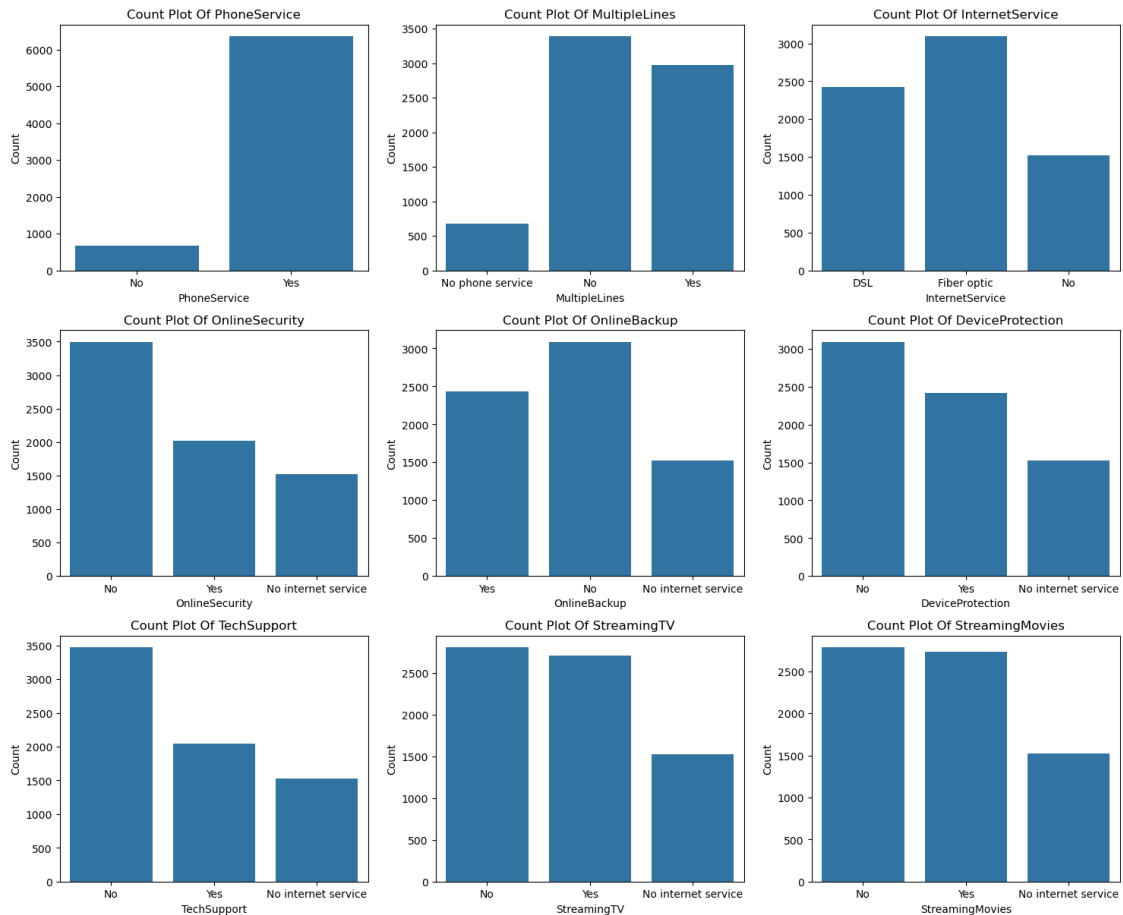 Count Plot Of PhoneService
Count
6000
5000
4000
3000
2000
1000
0
No Yes
PhoneService
Count Plot Of MultipleLines
Count
3500
3000
2500
2000
1500
1000
500
0
No phone service No Yes
MultipleLines
Count Plot Of InternetService
Count
3000
2500
2000
1500
1000
500
0
DSL Fiber optic No
InternetService
Count Plot Of OnlineSecurity
Count
3500
3000
2500
2000
1500
1000
500
0
No Yes No internet service
OnlineSecurity
Count Plot Of OnlineBackup
Count
3000
2500
2000
1500
1000
500
0
Yes No No internet service
OnlineBackup
Count Plot Of DeviceProtection
Count
3000
2500
2000
1500
1000
500
0
No Yes No internet service
DeviceProtection
Count Plot Of TechSupport
Count
3500
3000
2500
2000
1500
1000
500
0
No Yes No internet service
TechSupport
Count Plot Of StreamingTV
Count
2500
2000
1500
1000
500
0
No Yes No internet service
StreamingTV
Count Plot Of StreamingMovies
Count
2500
2000
1500
1000
500
0
No Yes No internet service
StreamingMovies